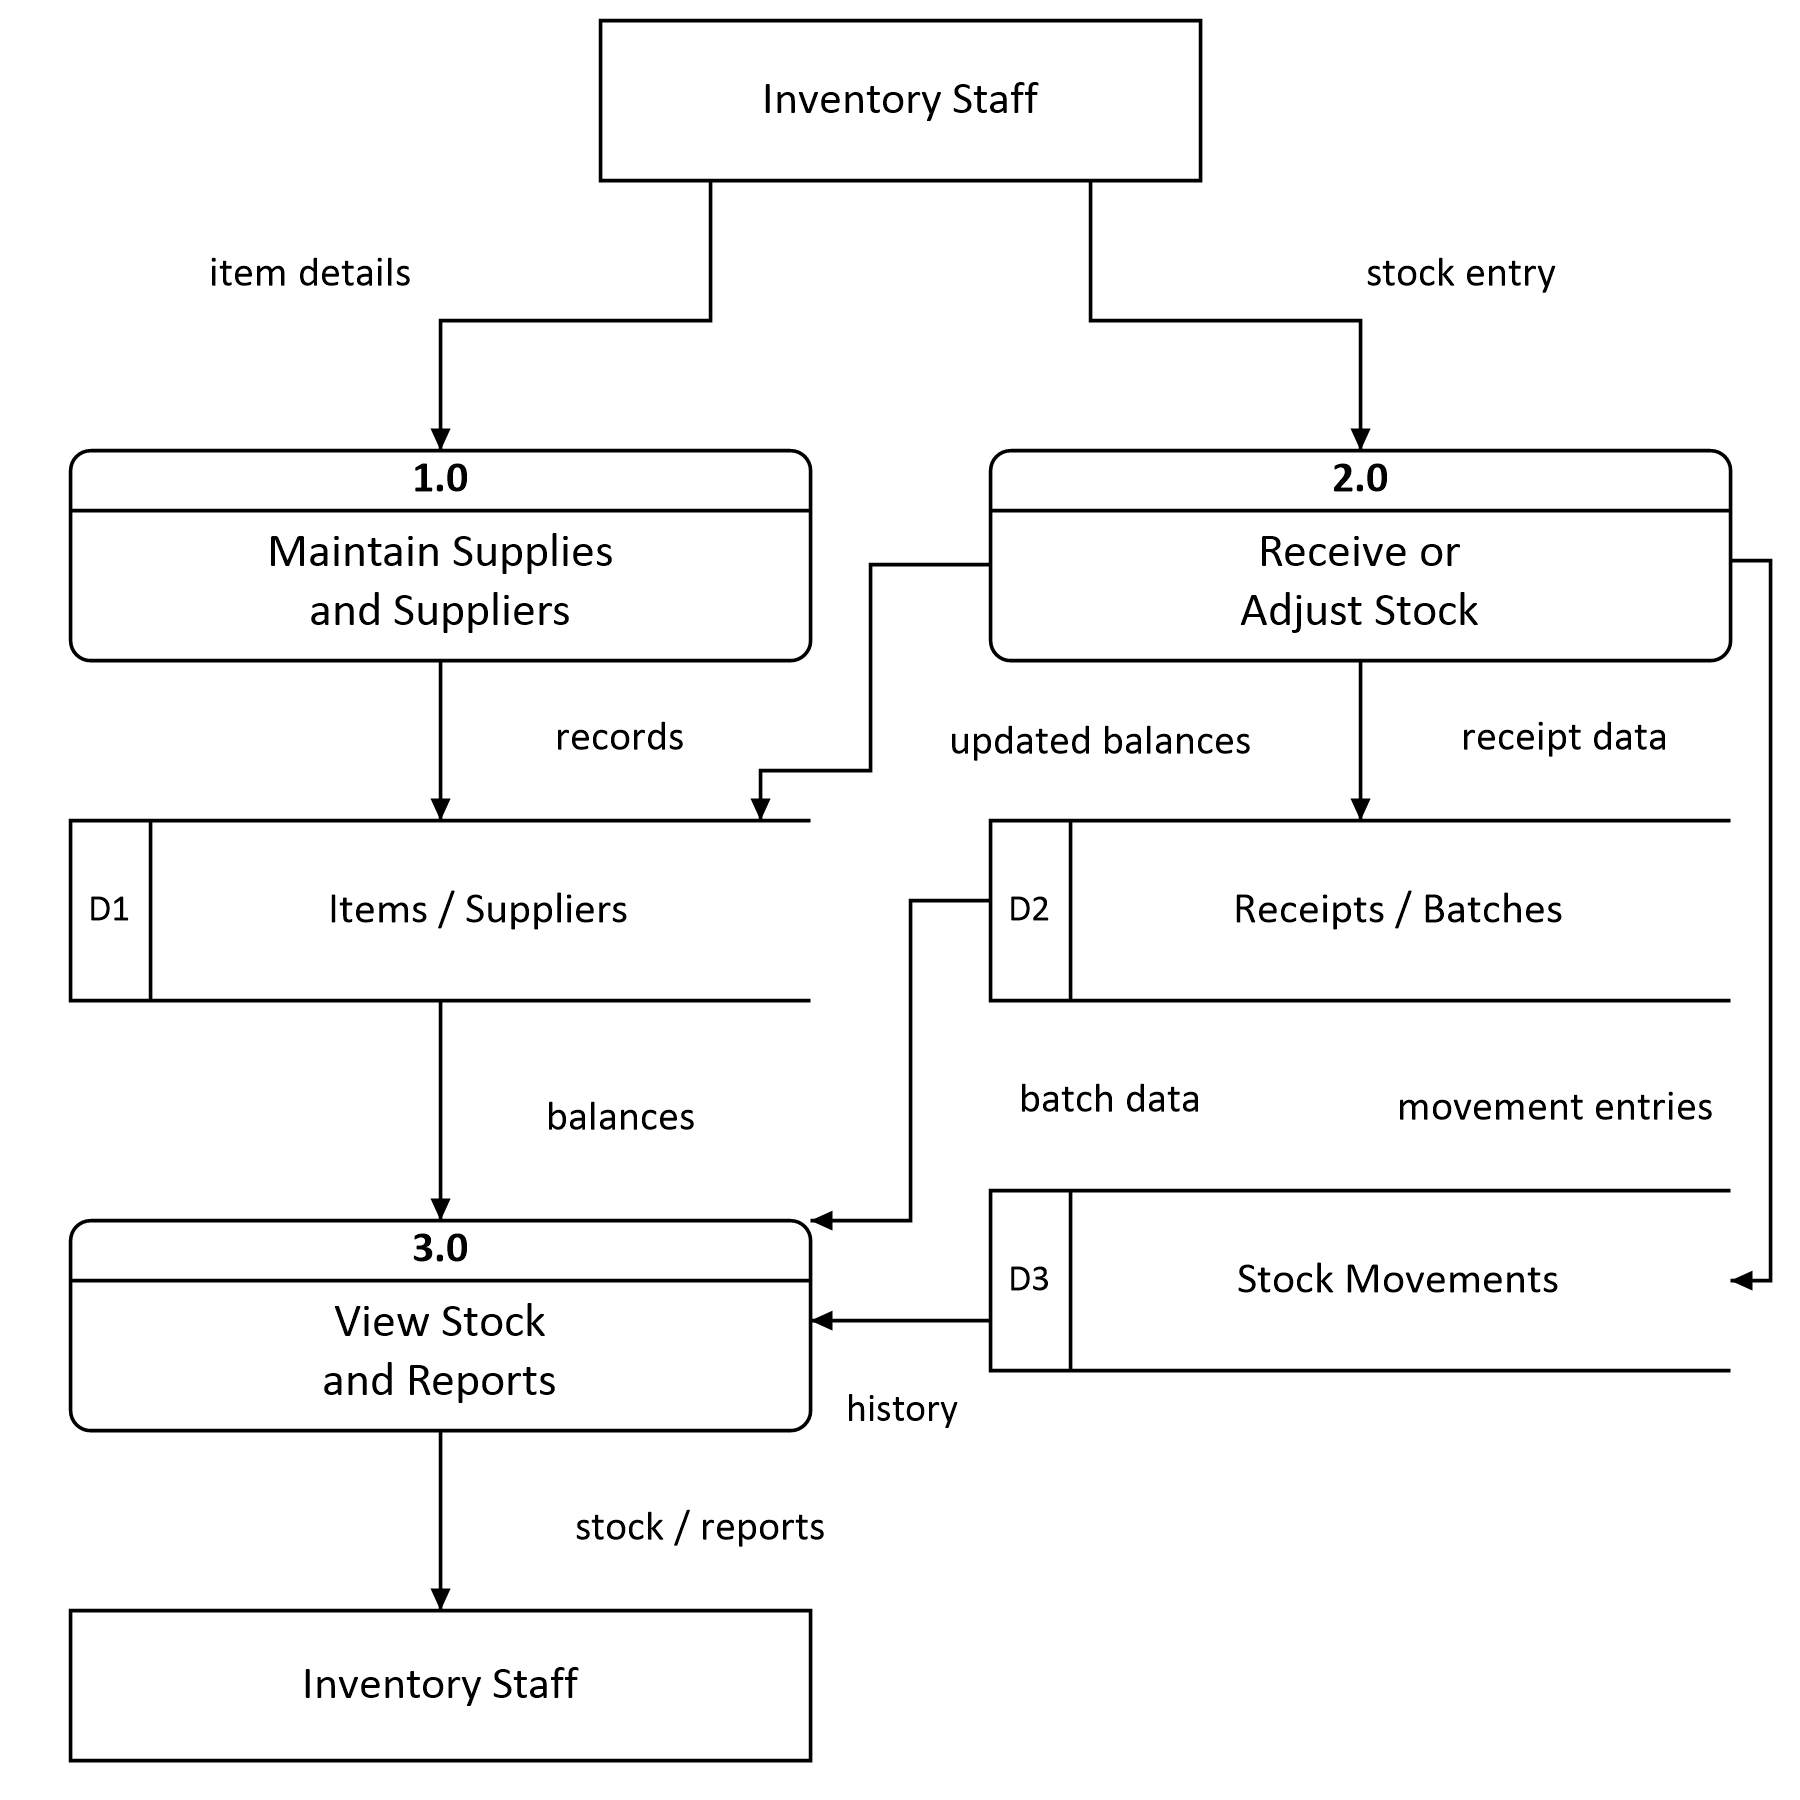 Inventory Staff
item details
stock entry
1.0
Maintain Supplies
and Suppliers
2.0
Receive or
Adjust Stock
records
updated balances
receipt data
D1
Items / Suppliers
D2
Receipts / Batches
balances
batch data
movement entries
3.0
View Stock
and Reports
D3
Stock Movements
history
stock / reports
Inventory Staff